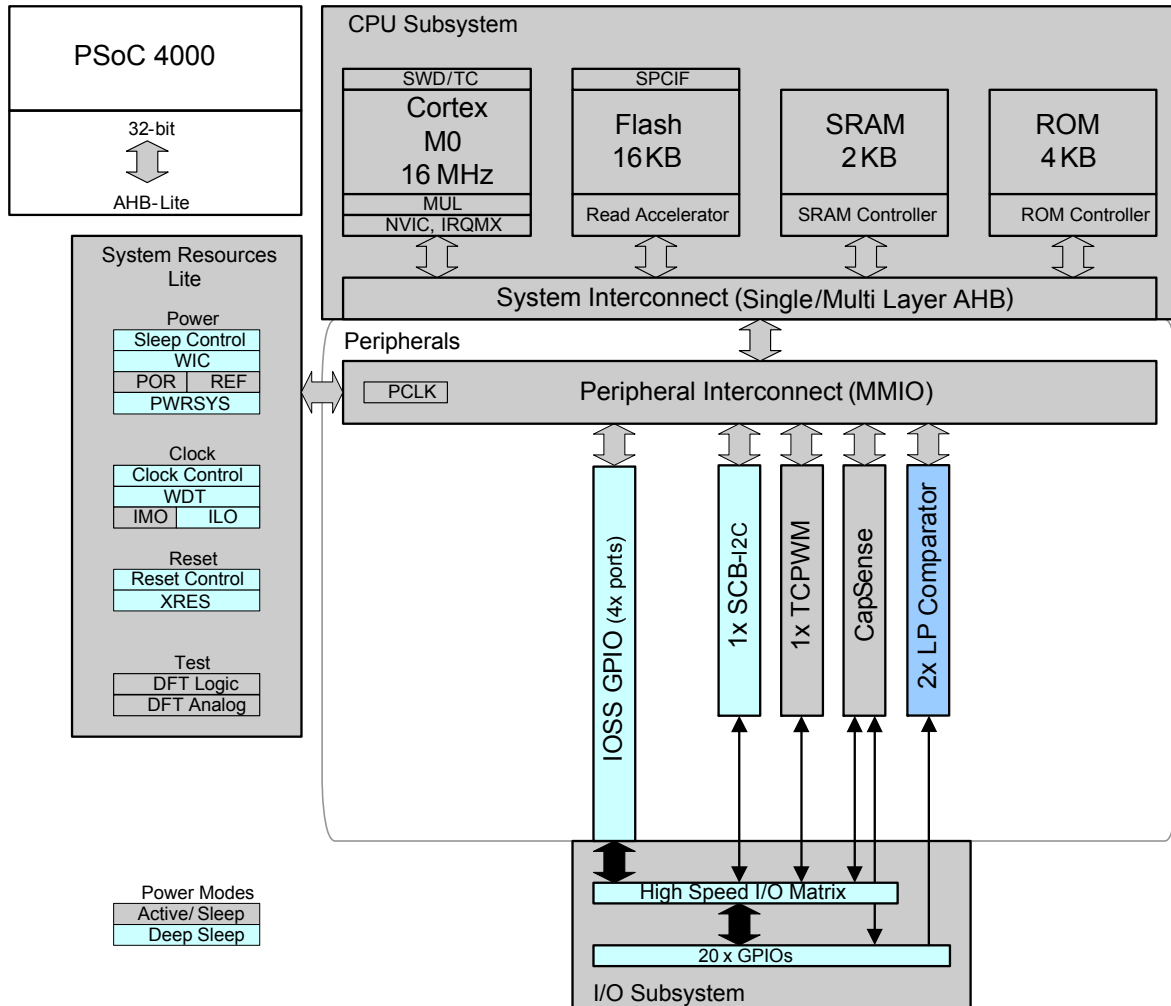 PSoC 4000
32-bit
AHB-Lite
CPU Subsystem
SWD/TC
Cortex
M0
16 MHz
MUL
NVIC, IRQMX
SPCIF
Flash
16 KB
Read Accelerator
SRAM
2 KB
SRAM Controller
ROM
4 KB
ROM Controller
System Interconnect (Single/Multi Layer AHB)
System Resources
Lite
Power
Sleep Control
WIC
POR REF
PWRSYS
Clock
Clock Control
WDT
IMO ILO
Reset
Reset Control
XRES
Test
DFT Logic
DFT Analog
Peripherals
PCLK
Peripheral Interconnect (MMIO)
IOSS GPIO (4x ports)
1x SCB-I2C
1x TCPWM
CapSense
2x LP Comparator
High Speed I/O Matrix
20 x GPIOs
I/O Subsystem
Power Modes
Active/ Sleep
Deep Sleep